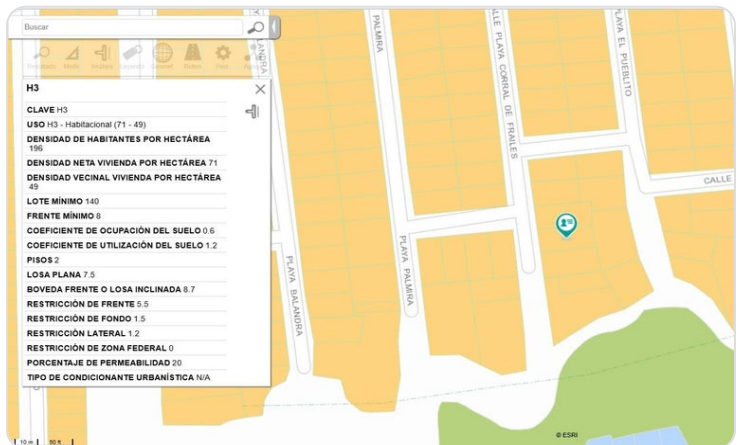 Buscar
Medir
H3
CLAVE H3
USO H3 - Habitacional (71 - 49)
DENSIDAD DE HABITANTES POR HECTÁREA
196
DENSIDAD NETA VIVIENDA POR HECTÁREA 71
DENSIDAD VECINAL VIVIENDA POR HECTÁREA
49
LOTE MÍNIMO 140
FRENTE MÍNIMO 8
COEFICIENTE DE OCUPACIÓN DEL SUELO 0.6
COEFICIENTE DE UTILIZACIÓN DEL SUELO 1.2
PISOS 2
LOSA PLANA 7.5
BOVEDA FRENTE O LOSA INCLINADA 8.7
RESTRICCIÓN DE FRENTE 5.5
RESTRICCIÓN DE FONDO 1.5
RESTRICCIÓN LATERAL 1.2
RESTRICCIÓN DE ZONA FEDERAL 0
PORCENTAJE DE PERMEABILIDAD 20
TIPO DE CONDICIONANTE URBANÍSTICA N/A
PALMIRA
PLAYA CORRAL DE FRAILES
PLAYA EL PUEBLITO
CALLE
PLAYA BALANDRA
PLAYA PALMIRA
10 m
50 ft
© ESRI